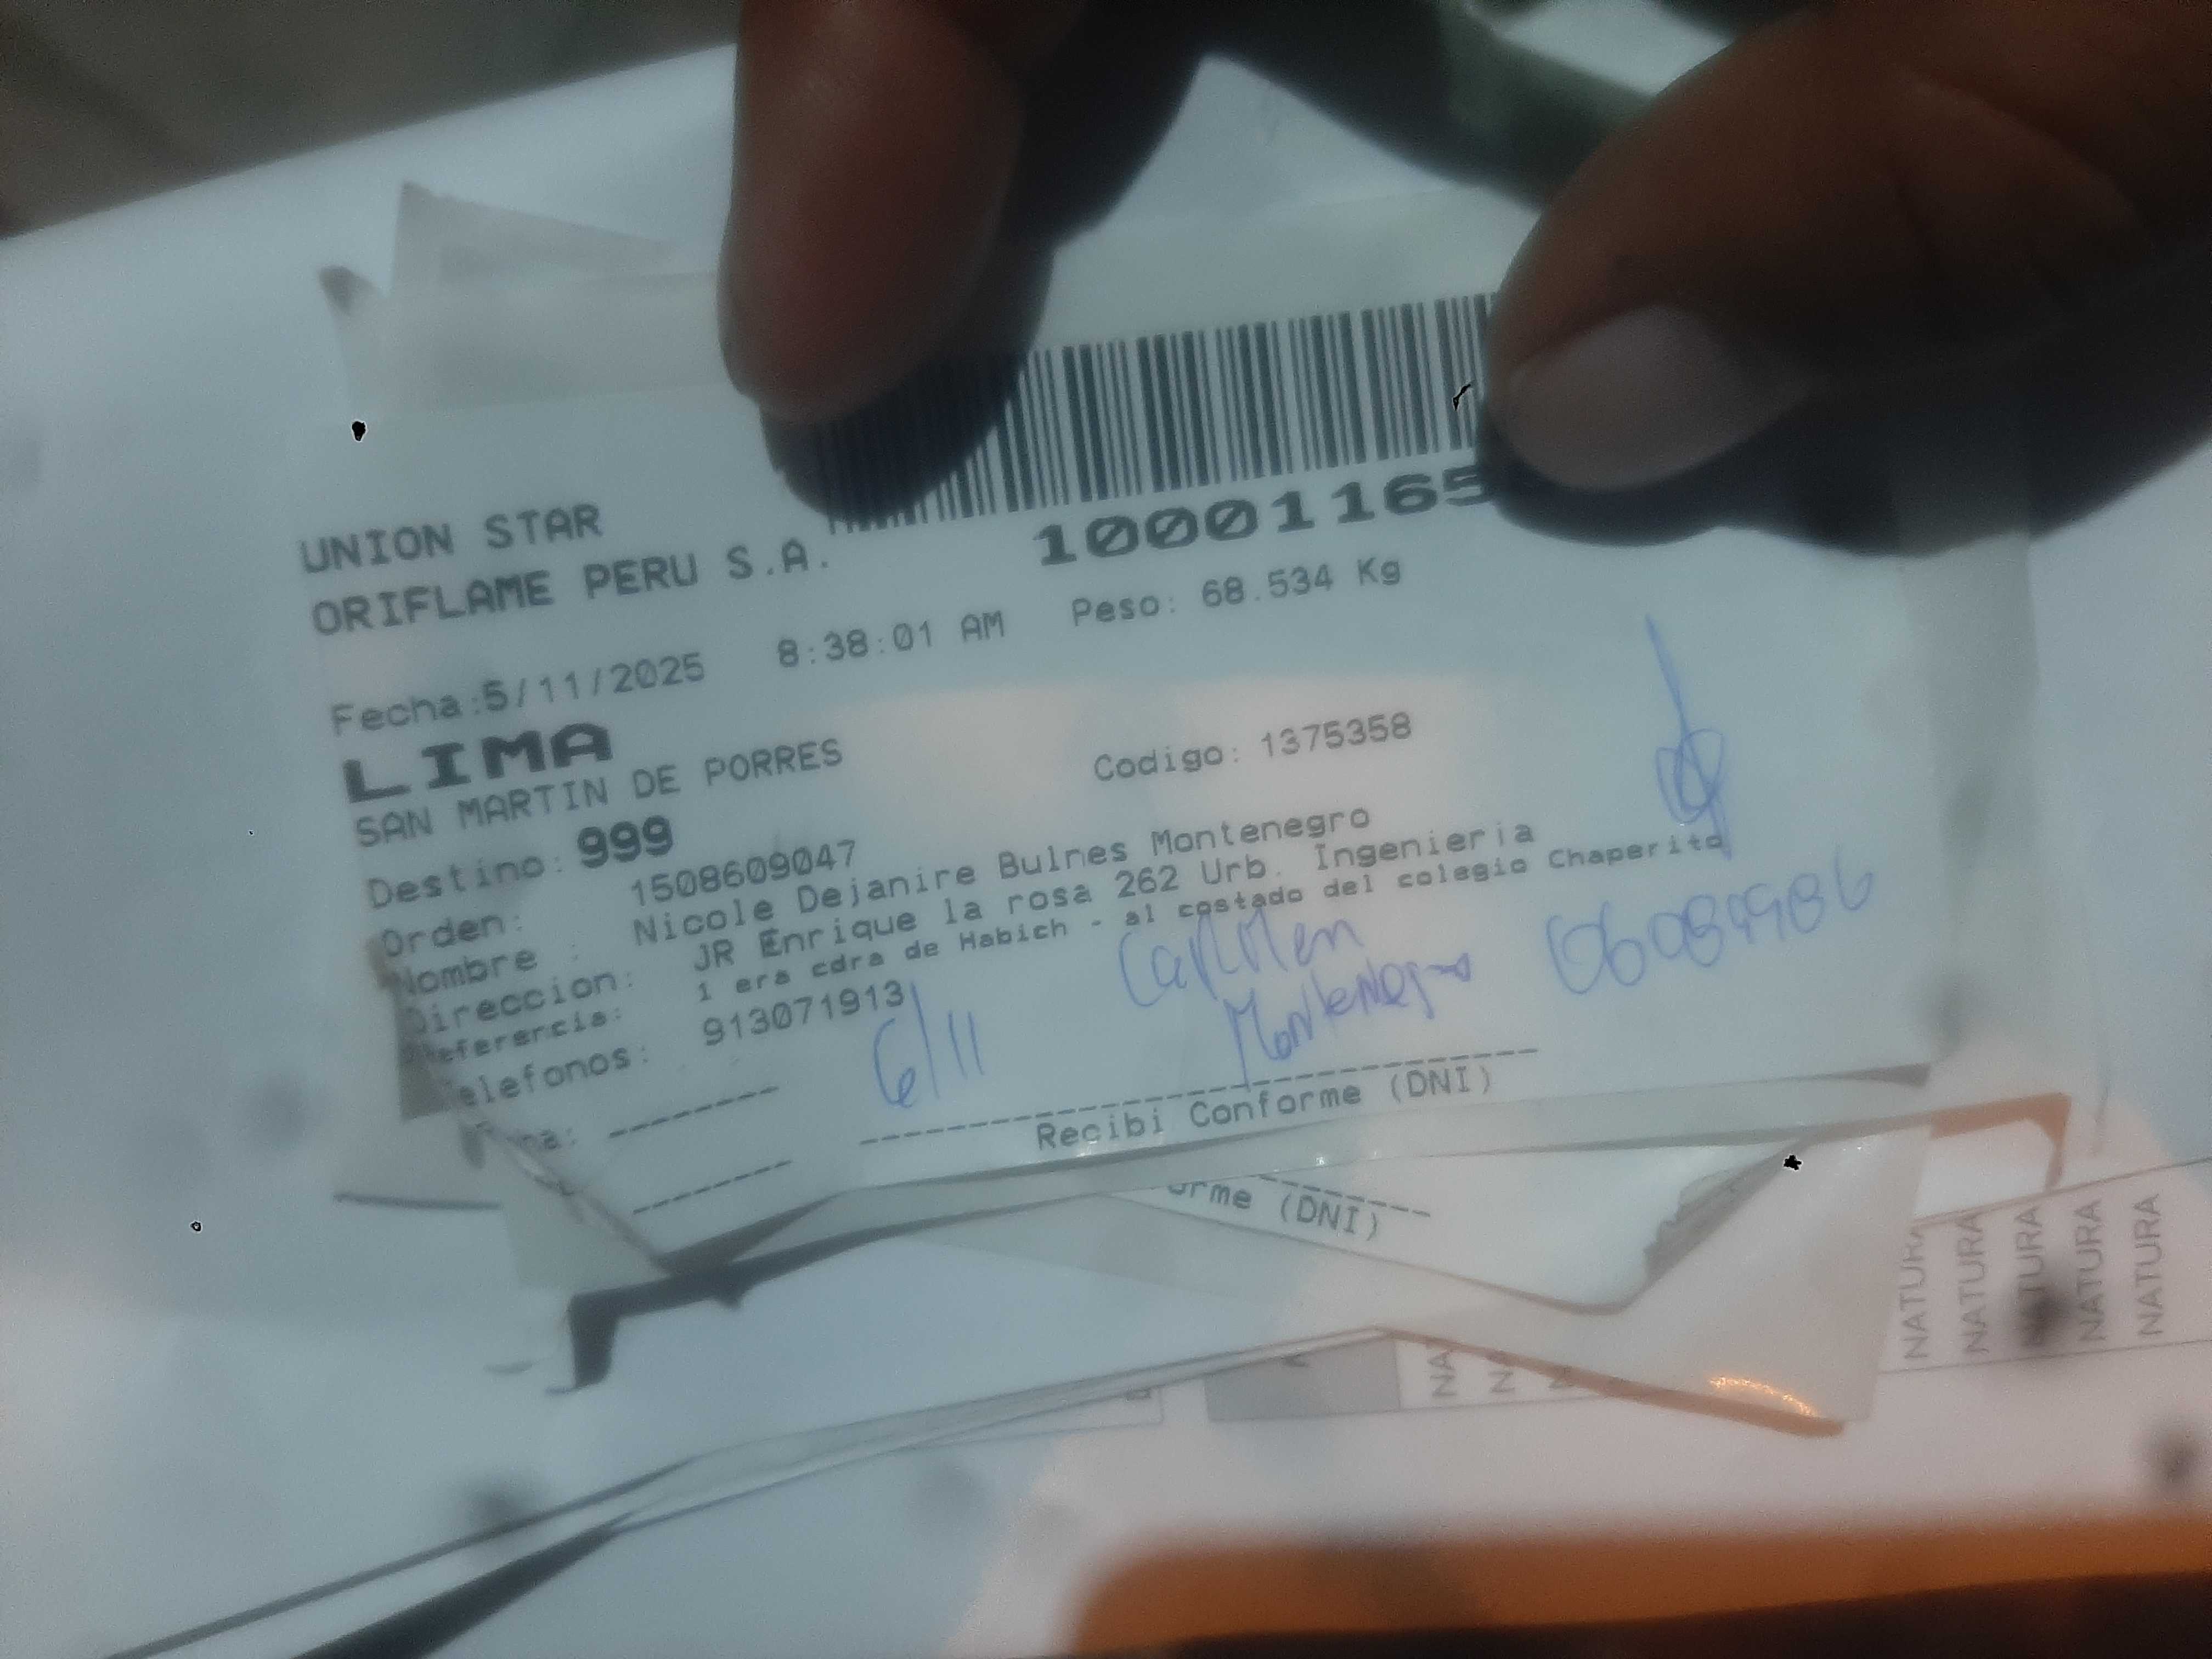 UNION STAR
ORIFLAME PERU S.A.
10001165
Fecha:5/11/2025 8:38:01 AM Peso: 68.534 Kg
LIMA
SAN MARTIN DE PORRES Codigo: 1375358
Destino: 999
Orden: 1508609047
Nombre : Nicole Dejanire Bulnes Montenegro
Direccion: JR Enrique la rosa 262 Urb. Ingenieria
Referencia: 1 era cdra de Habich - al costado del colegio Chaperito
Telefonos: 913071913
Carmen
Montenegro
6/11
Recibi Conforme (DNI)
orme (DNI)
NATURA
NATURA
NATURA
NATURA
NATURA